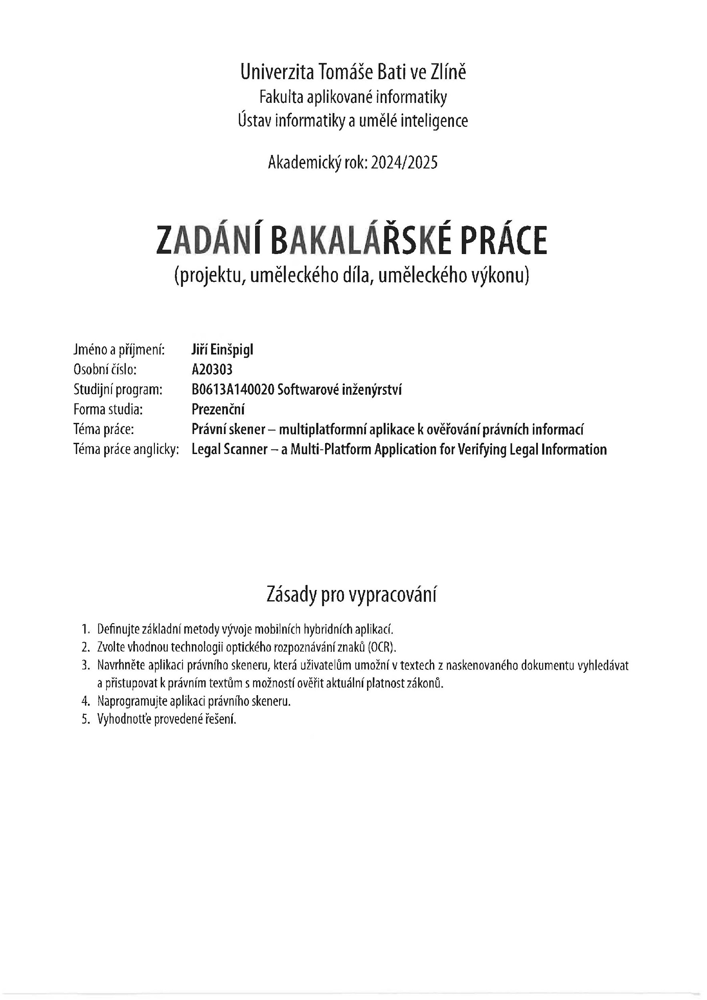 Univerzita Tomáše Bati ve Zlíně
Fakulta aplikované informatiky
Ústav informatiky a umělé inteligence
Akademický rok: 2024/2025
ZADÁNÍ BAKALÁŘSKÉ PRÁCE
(projektu, uměleckého díla, uměleckého výkonu)
Jméno a příjmení: Jiří Einšpigl
Osobní číslo: A20303
Studijní program: B0613A140020 Softwarové inženýrství
Forma studia: Prezenční
Téma práce: Právní skener – multiplatformní aplikace k ověřování právních informací
Téma práce anglicky: Legal Scanner – a Multi-Platform Application for Verifying Legal Information
Zásady pro vypracování
1. Definujte základní metody vývoje mobilních hybridních aplikací.
2. Zvolte vhodnou technologii optického rozpoznávání znaků (OCR).
3. Navrhněte aplikaci právního skeneru, která uživatelům umožní v textech z naskenovaného dokumentu vyhledávat
a přistupovat k právním textům s možností ověřit aktuální platnost zákonů.
4. Naprogramujte aplikaci právního skeneru.
5. Vyhodnotťe provedené řešení.